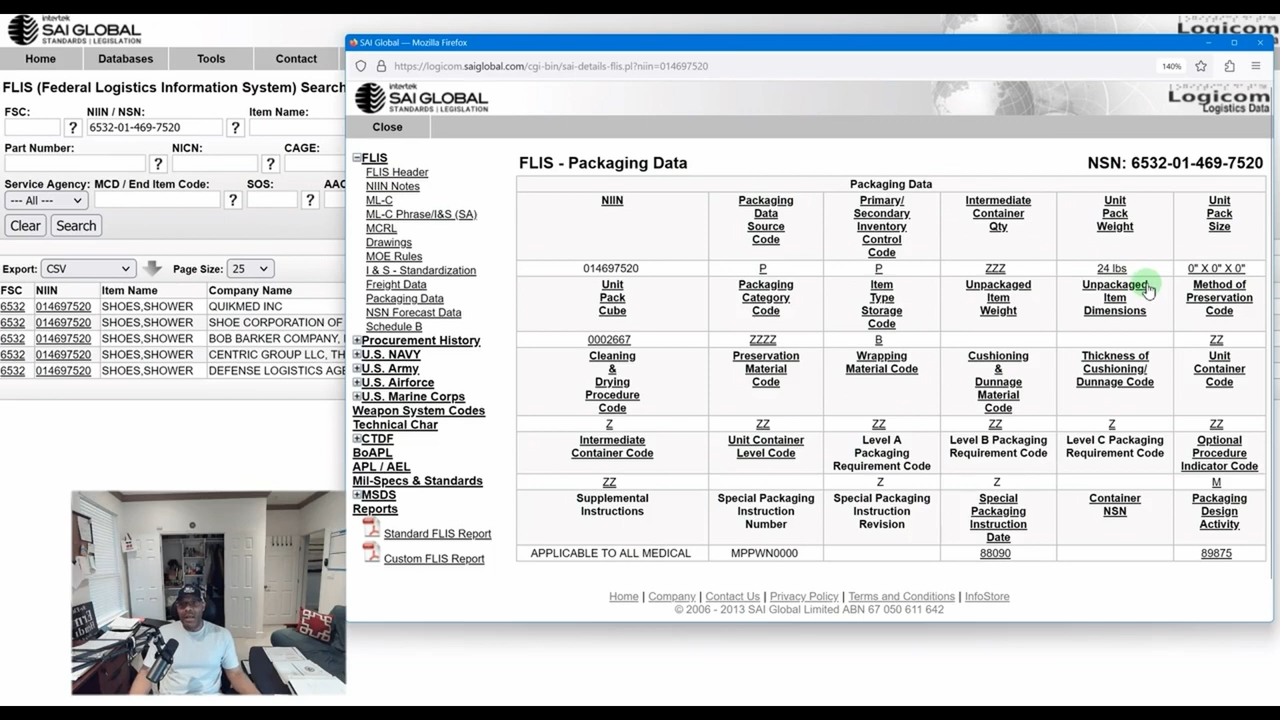 intertek
SAI GLOBAL
STANDARDS | LEGISLATION
Logicom
Home Databases Tools Contact
FLIS (Federal Logistics Information System) Search
FSC: NIIN / NSN: Item Name:
? 6532-01-469-7520 ?
Part Number: NICN: CAGE:
? ?
Service Agency: MCD / End Item Code: SOS: AAC
--- All --- ? ?
Clear Search
Export: CSV Page Size: 25
FSC NIIN Item Name Company Name
6532 014697520 SHOES,SHOWER QUIKMED INC
6532 014697520 SHOES,SHOWER SHOE CORPORATION OF
6532 014697520 SHOES,SHOWER BOB BARKER COMPANY,
6532 014697520 SHOES,SHOWER CENTRIC GROUP LLC, TH
6532 014697520 SHOES,SHOWER DEFENSE LOGISTICS AGE
SAI Global — Mozilla Firefox
https://logicom.saiglobal.com/cgi-bin/sai-details-flis.pl?niin=014697520 140%
intertek
SAI GLOBAL
STANDARDS | LEGISLATION
Logicom
Logistics Data
Close
FLIS
FLIS Header
NIIN Notes
ML-C
ML-C Phrase/I&S (SA)
MCRL
Drawings
MOE Rules
I & S - Standardization
Freight Data
Packaging Data
NSN Forecast Data
Schedule B
Procurement History
U.S. NAVY
U.S. Army
U.S. Airforce
U.S. Marine Corps
Weapon System Codes
Technical Char
CTDF
BoAPL
APL / AEL
Mil-Specs & Standards
MSDS
Reports
Standard FLIS Report
Custom FLIS Report
FLIS - Packaging Data NSN: 6532-01-469-7520
Packaging Data
NIIN Packaging Data Source Code Primary/ Secondary Inventory Control Code Intermediate Container Qty Unit Pack Weight Unit Pack Size
014697520 P P ZZZ 24 lbs 0" X 0" X 0"
Unit Pack Cube Packaging Category Code Item Type Storage Code Unpackaged Item Weight Unpackaged Item Dimensions Method of Preservation Code
0002667 ZZZZ B ZZ
Cleaning & Drying Procedure Code Preservation Material Code Wrapping Material Code Cushioning & Dunnage Material Code Thickness of Cushioning/ Dunnage Code Unit Container Code
Z ZZ ZZ ZZ Z ZZ
Intermediate Container Code Unit Container Level Code Level A Packaging Requirement Code Level B Packaging Requirement Code Level C Packaging Requirement Code Optional Procedure Indicator Code
ZZ Z Z M
Supplemental Instructions Special Packaging Instruction Number Special Packaging Instruction Revision Special Packaging Instruction Date Container NSN Packaging Design Activity
APPLICABLE TO ALL MEDICAL MPPWN0000 88090 89875
Home | Company | Contact Us | Privacy Policy | Terms and Conditions | InfoStore
© 2006 - 2013 SAI Global Limited ABN 67 050 611 642